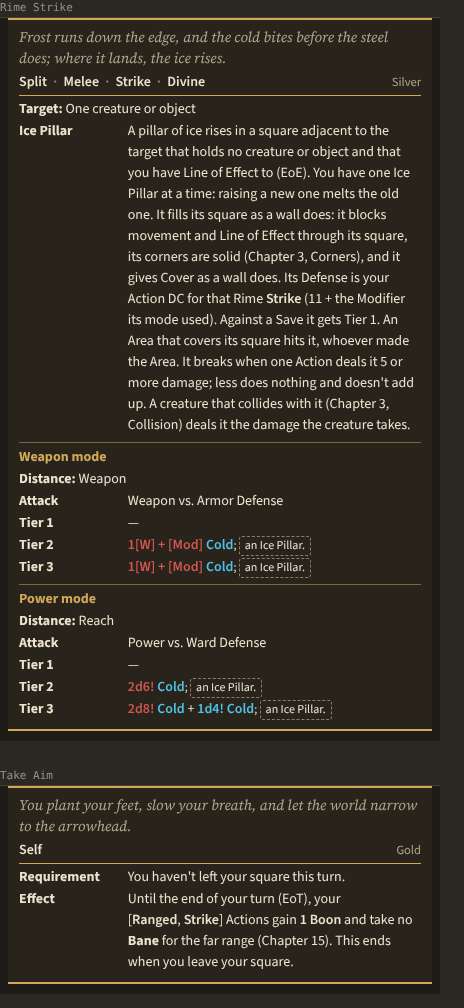 Rime Strike
Frost runs down the edge, and the cold bites before the steel
does; where it lands, the ice rises.
Split · Melee · Strike · Divine Silver
Target: One creature or object
Ice Pillar A pillar of ice rises in a square adjacent to the
target that holds no creature or object and that
you have Line of Effect to (EoE). You have one Ice
Pillar at a time: raising a new one melts the old
one. It fills its square as a wall does: it blocks
movement and Line of Effect through its square,
its corners are solid (Chapter 3, Corners), and it
gives Cover as a wall does. Its Defense is your
Action DC for that Rime Strike (11 + the Modifier
its mode used). Against a Save it gets Tier 1. An
Area that covers its square hits it, whoever made
the Area. It breaks when one Action deals it 5 or
more damage; less does nothing and doesn't add
up. A creature that collides with it (Chapter 3,
Collision) deals it the damage the creature takes.
Weapon mode
Distance: Weapon
Attack Weapon vs. Armor Defense
Tier 1 —
Tier 2 1[W] + [Mod] Cold; an Ice Pillar.
Tier 3 1[W] + [Mod] Cold; an Ice Pillar.
Power mode
Distance: Reach
Attack Power vs. Ward Defense
Tier 1 —
Tier 2 2d6! Cold; an Ice Pillar.
Tier 3 2d8! Cold + 1d4! Cold; an Ice Pillar.
Take Aim
You plant your feet, slow your breath, and let the world narrow
to the arrowhead.
Self Gold
Requirement You haven't left your square this turn.
Effect Until the end of your turn (EoT), your
[Ranged, Strike] Actions gain 1 Boon and take no
Bane for the far range (Chapter 15). This ends
when you leave your square.